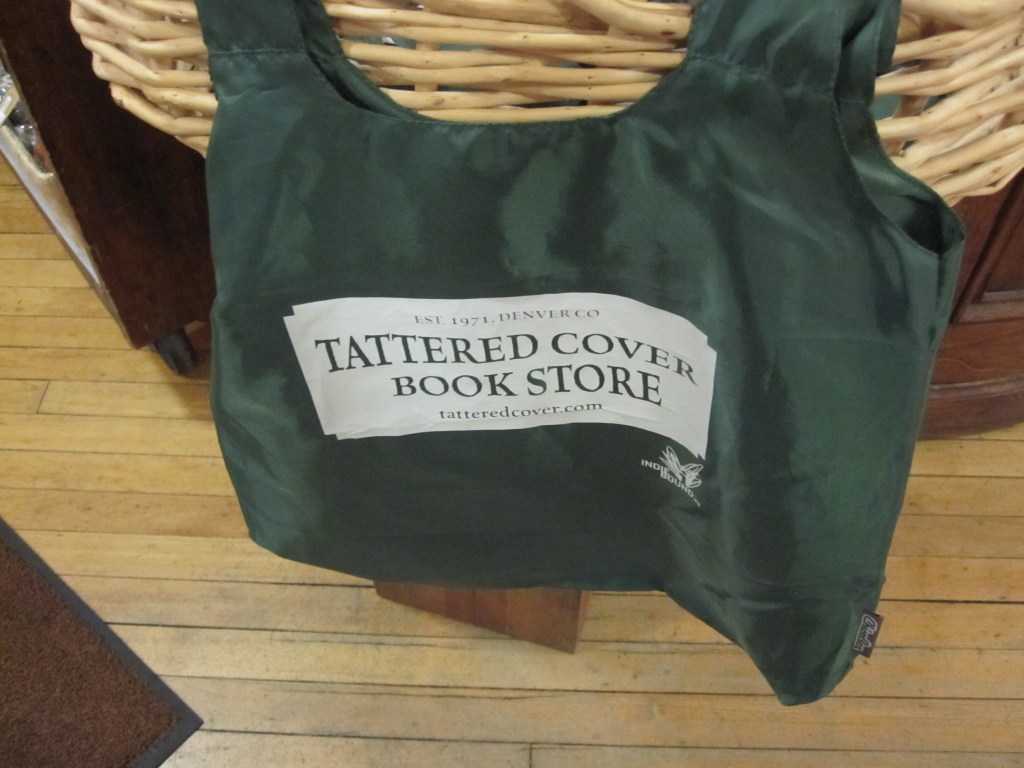 EST. 1971, DENVER CO
TATTERED COVER
BOOK STORE
tatteredcover.com
INDIE
BOUND